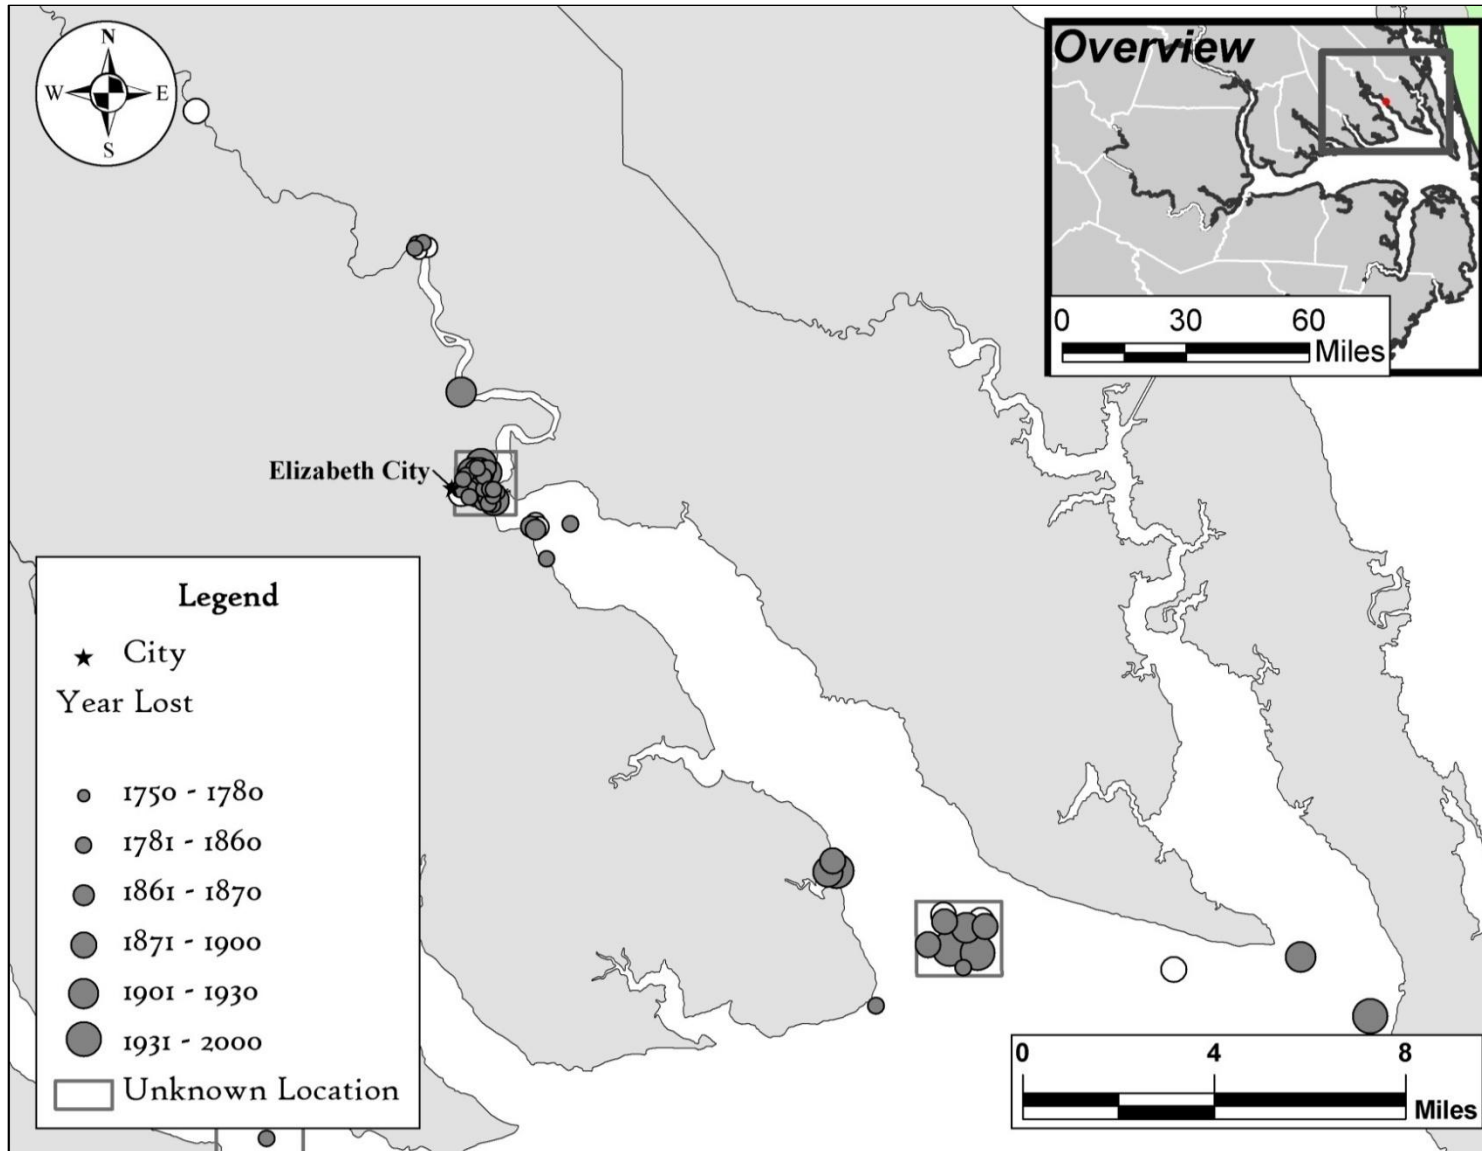 N
W E
S
Overview
0 30 60
Miles
Elizabeth City
Legend
City
Year Lost
1750 - 1780
1781 - 1860
1861 - 1870
1871 - 1900
1901 - 1930
1931 - 2000
Unknown Location
0 4 8
Miles